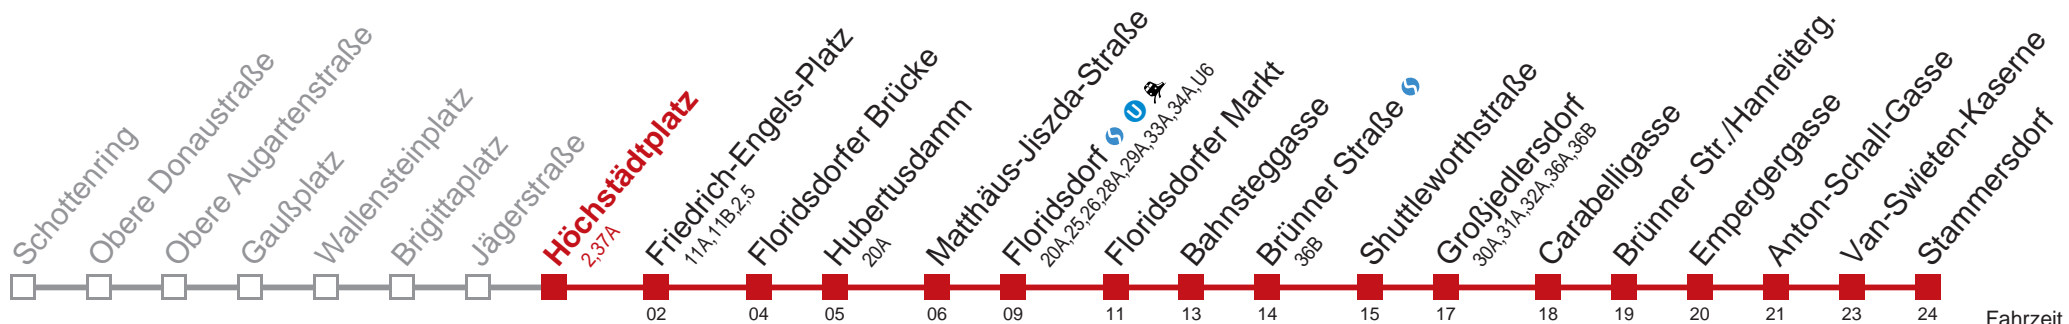 Schottenring
Obere Donaustraße
Obere Augartenstraße
Gaußplatz
Wallensteinplatz
Brigittaplatz
Jägerstraße
Höchstädtplatz
2,37A
Friedrich-Engels-Platz
11A,11B,2,5
Floridsdorfer Brücke
Hubertusdamm
20A
Matthäus-Jiszda-Straße
Floridsdorf
U
20A,25,26,28A,29A,33A,34A,U6
Floridsdorfer Markt
Bahnsteggasse
Brünner Straße
36B
Shuttleworthstraße
Großjedlersdorf
30A,31A,32A,36A,36B
Carabelligasse
Brünner Str./Hanreiterg.
Empergergasse
Anton-Schall-Gasse
Van-Swieten-Kaserne
Stammersdorf
02 04 05 06 09 11 13 14 15 17 18 19 20 21 23 24 Fahrzeit